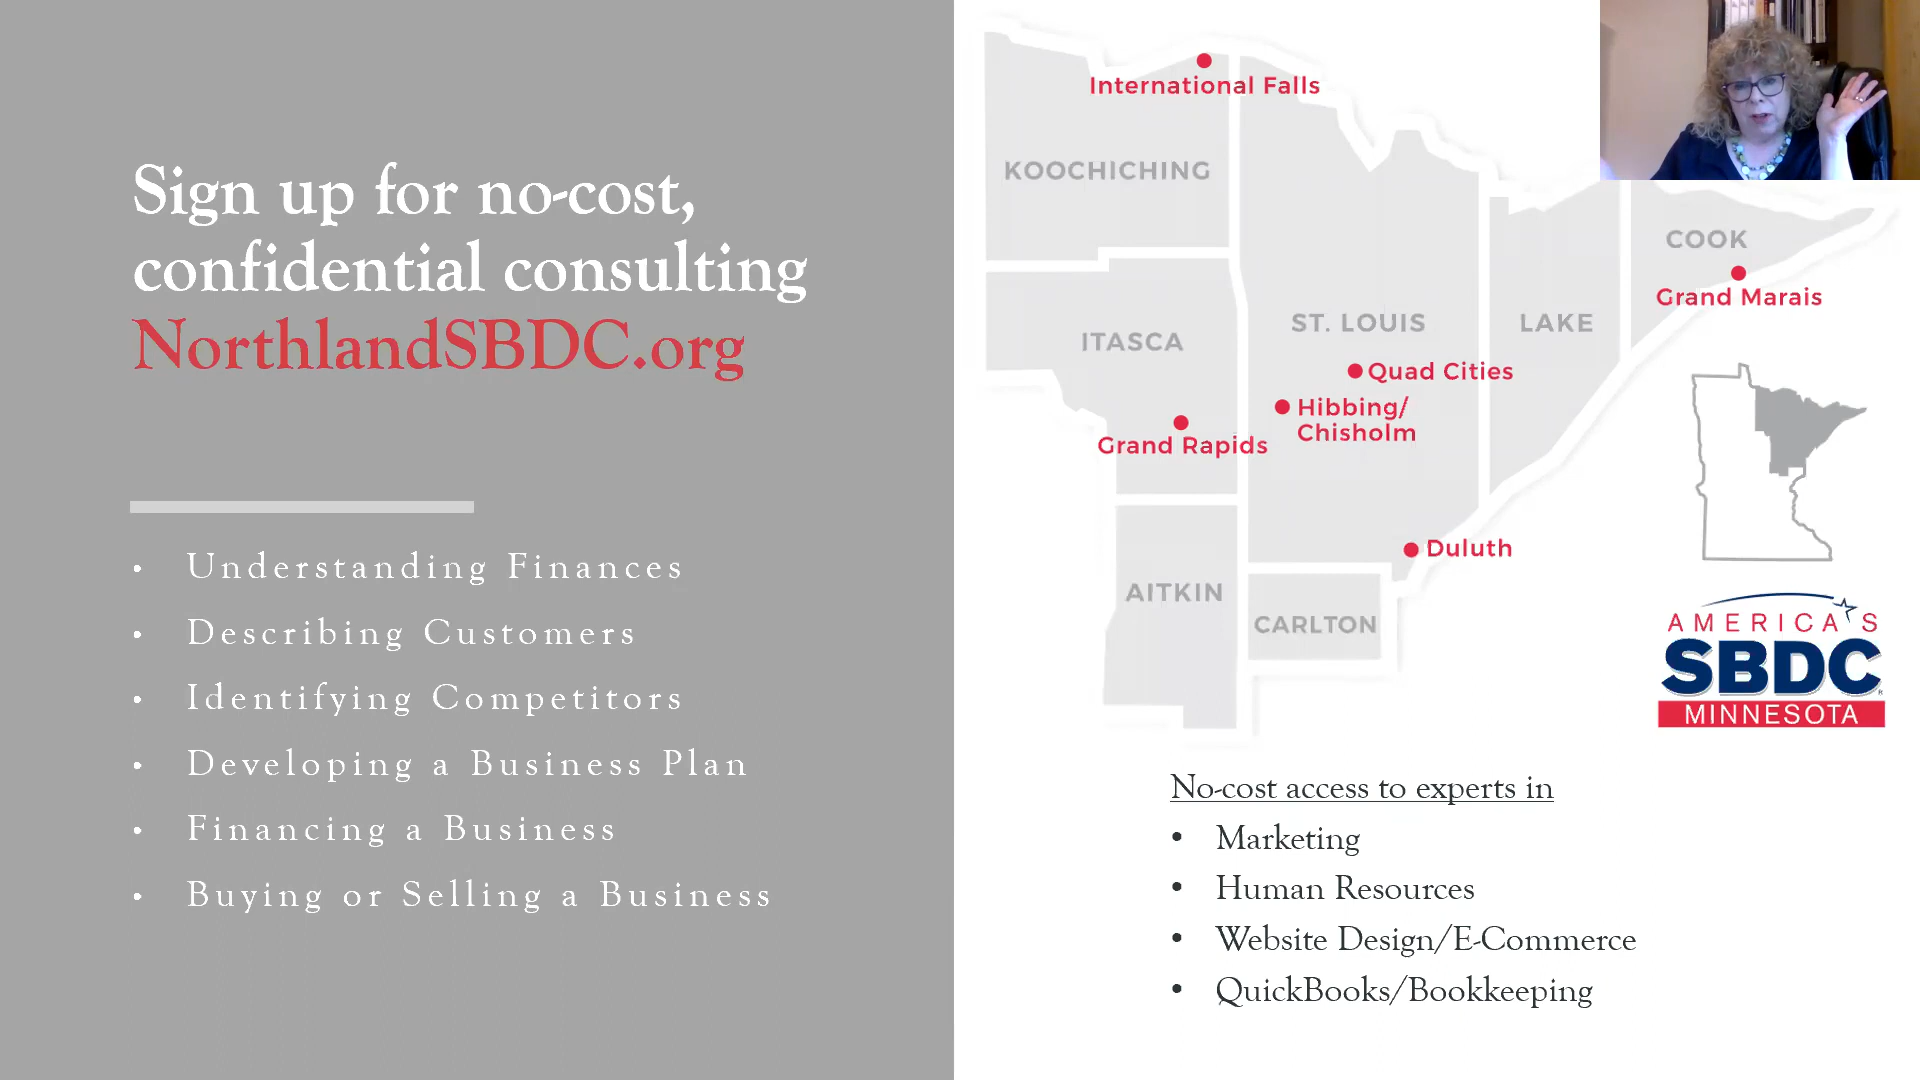 Sign up for no-cost,
confidential consulting
NorthlandSBDC.org
• Understanding Finances
• Describing Customers
• Identifying Competitors
• Developing a Business Plan
• Financing a Business
• Buying or Selling a Business
International Falls
KOOCHICHING
COOK
Grand Marais
ITASCA
ST. LOUIS
LAKE
Quad Cities
Hibbing/
Chisholm
Grand Rapids
Duluth
AITKIN
CARLTON
AMERICA'S
SBDC®
MINNESOTA
No-cost access to experts in
• Marketing
• Human Resources
• Website Design/E-Commerce
• QuickBooks/Bookkeeping